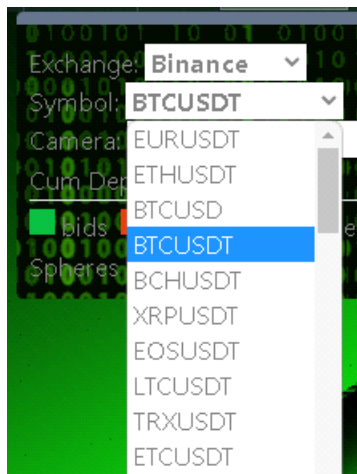 Exchange: Binance
Symbol: BTCUSDT
Camera:
EURUSDT
Cum Dep
ETHUSDT
BTCUSD
bids
BTCUSDT
Spheres
BCHUSDT
XRPUSDT
EOSUSDT
LTCUSDT
TRXUSDT
ETCUSDT